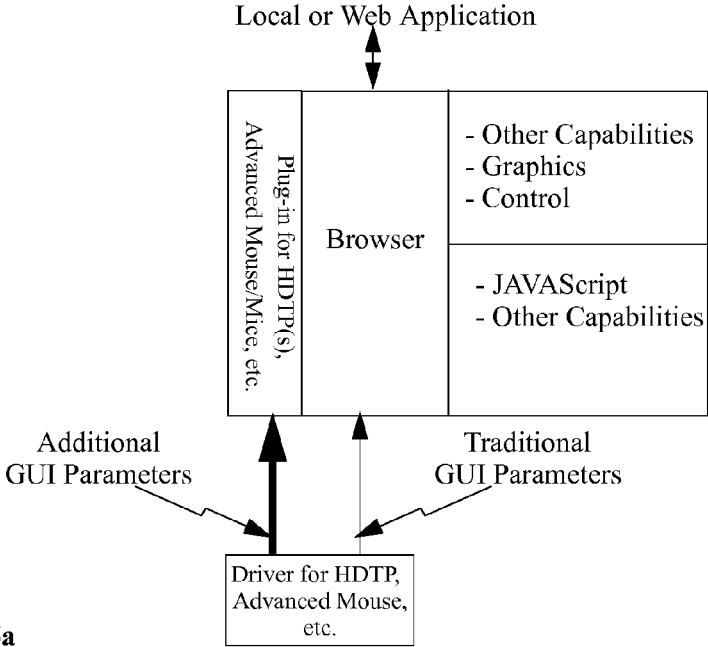 Local or Web Application
Plug-in for HDTP(s),
Advanced Mouse/Mice, etc.
Browser
- Other Capabilities
- Graphics
- Control
- JAVAScript
- Other Capabilities
Additional
GUI Parameters
Traditional
GUI Parameters
Driver for HDTP,
Advanced Mouse,
etc.
a